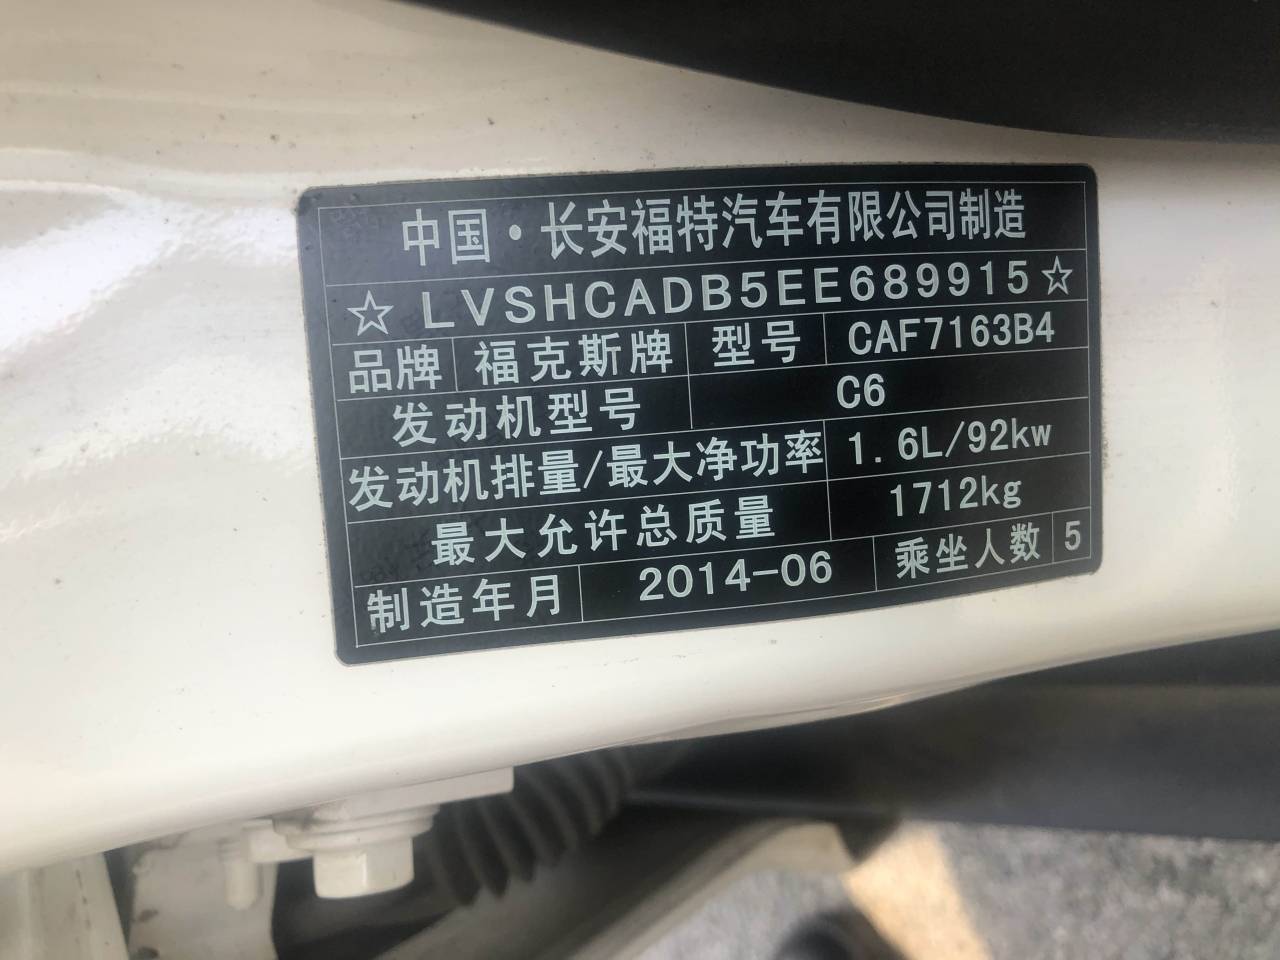 中国·长安福特汽车有限公司制造
☆LVSHCADB5EE689915☆
品牌 福克斯牌 型号 CAF7163B4
发动机型号 C6
发动机排量/最大净功率 1.6L/92kw
最大允许总质量 1712kg
制造年月 2014-06 乘坐人数 5